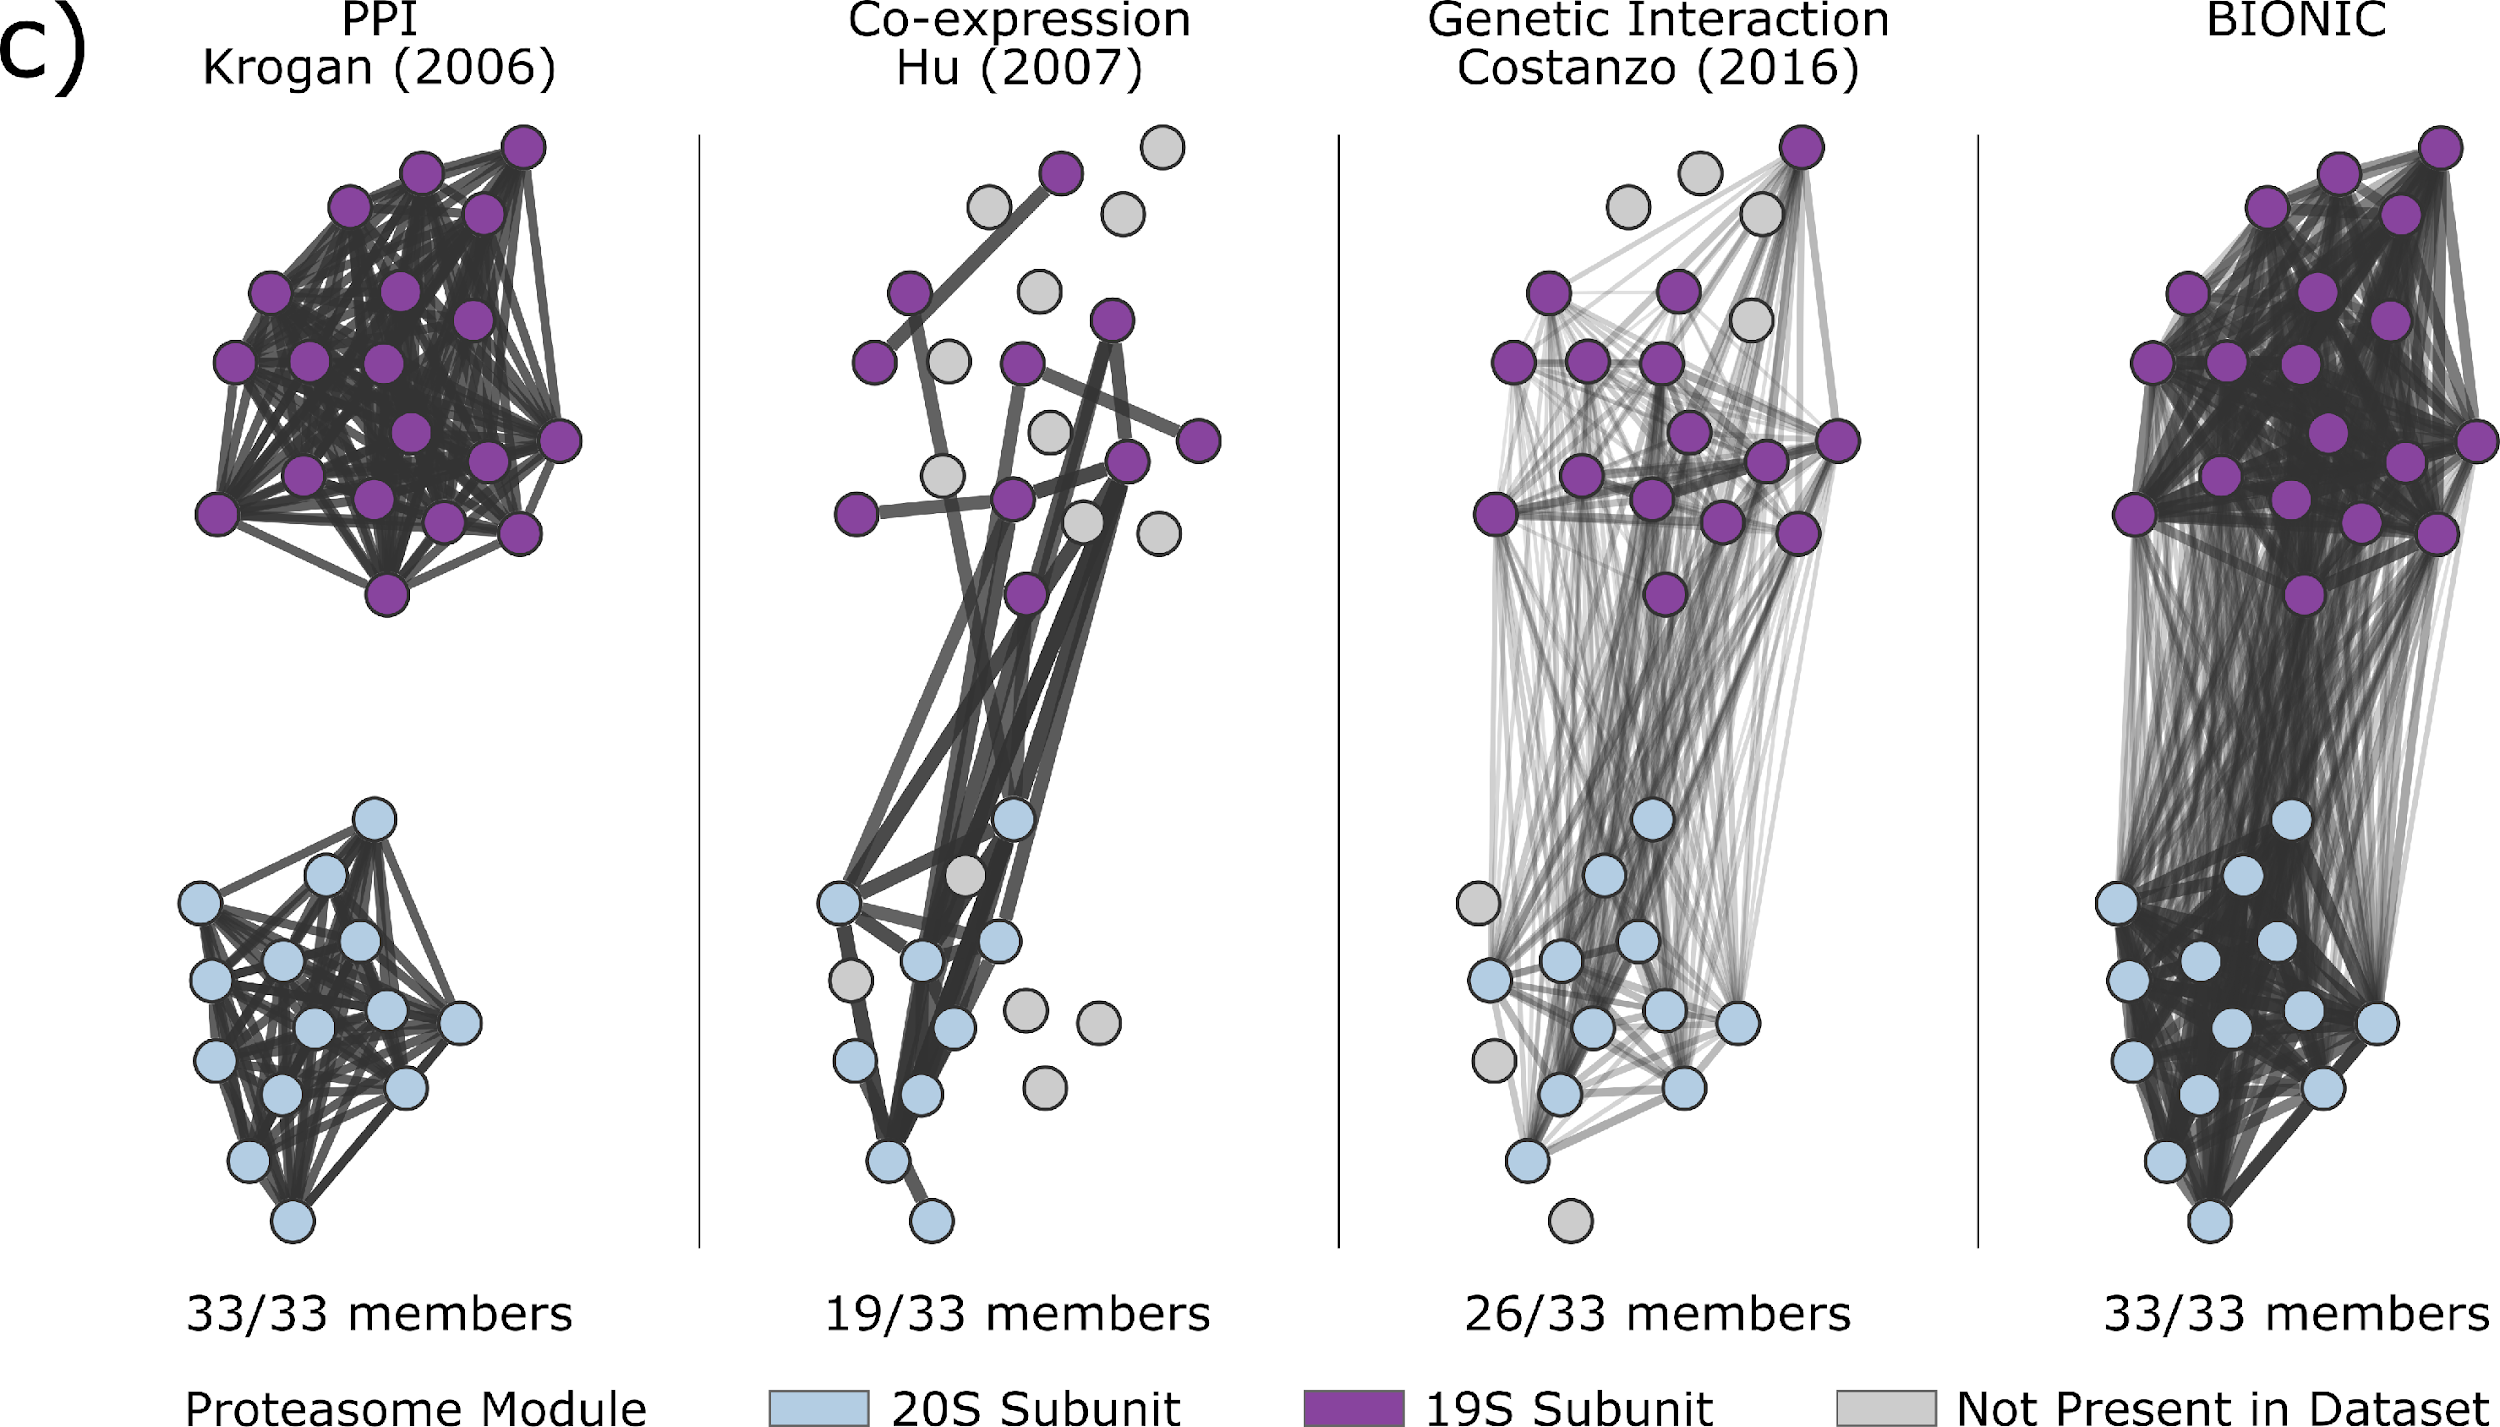 c)
PPI
Krogan (2006)
Co-expression
Hu (2007)
Genetic Interaction
Costanzo (2016)
BIONIC
33/33 members
19/33 members
26/33 members
33/33 members
Proteasome Module
20S Subunit
19S Subunit
Not Present in Dataset